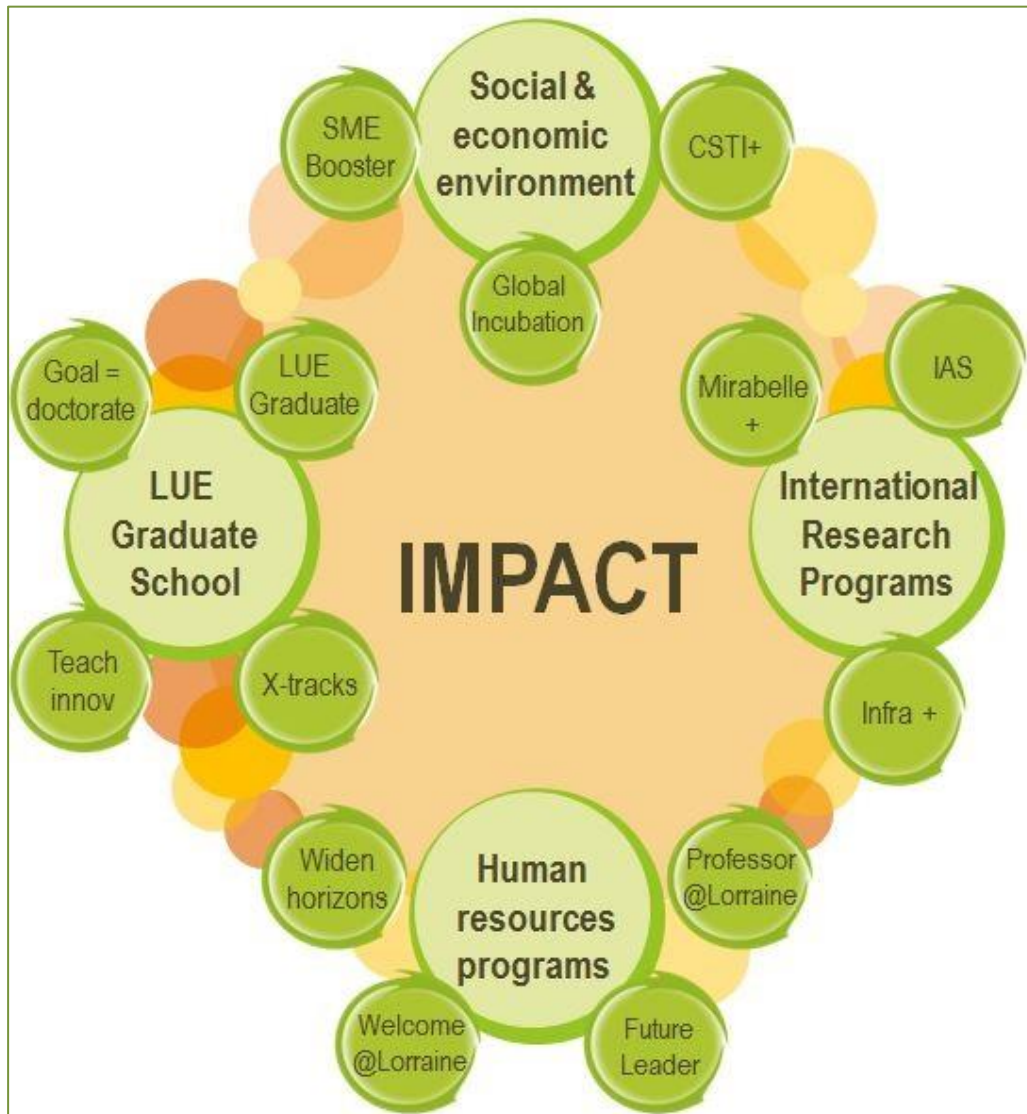 Social &
economic
environment
SME
Booster
CSTI+
Global
Incubation
Goal =
doctorate
LUE
Graduate
LUE
Graduate
School
Teach
innov
X-tracks
IMPACT
Mirabelle
+
IAS
International
Research
Programs
Infra +
Widen
horizons
Human
resources
programs
Professor
@Lorraine
Welcome
@Lorraine
Future
Leader